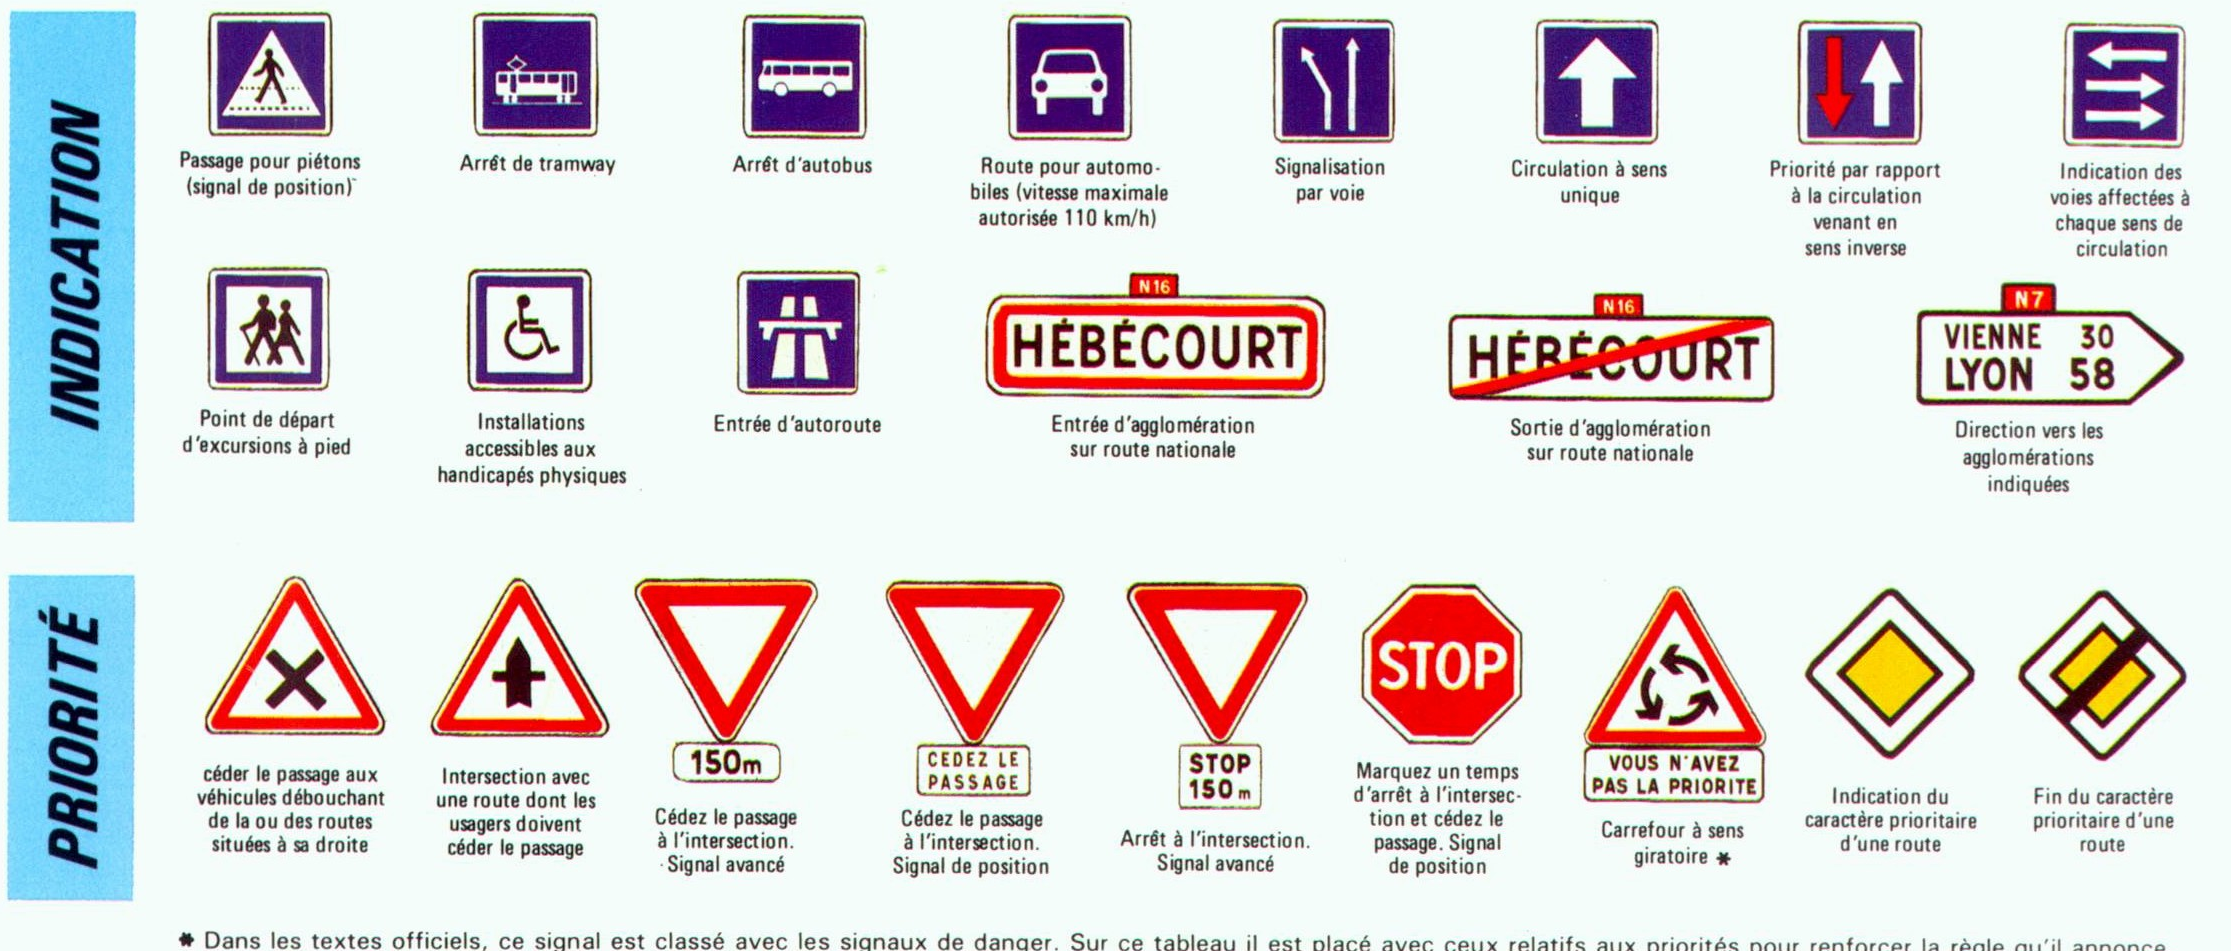 INDICATION
Passage pour piétons
(signal de position)
Arrêt de tramway
Arrêt d'autobus
Route pour automo-
biles (vitesse maximale
autorisée 110 km/h)
Signalisation
par voie
Circulation à sens
unique
Priorité par rapport
à la circulation
venant en
sens inverse
Indication des
voies affectées à
chaque sens de
circulation
Point de départ
d'excursions à pied
Installations
accessibles aux
handicapés physiques
Entrée d'autoroute
N16
HÉBÉCOURT
Entrée d'agglomération
sur route nationale
N16
HÉBÉCOURT
Sortie d'agglomération
sur route nationale
N7
VIENNE 30
LYON 58
Direction vers les
agglomérations
indiquées
PRIORITÉ
céder le passage aux
véhicules débouchant
de la ou des routes
situées à sa droite
Intersection avec
une route dont les
usagers doivent
céder le passage
150m
Cédez le passage
à l'intersection.
Signal avancé
CEDEZ LE
PASSAGE
Cédez le passage
à l'intersection.
Signal de position
STOP
150 m
Arrêt à l'intersection.
Signal avancé
STOP
Marquez un temps
d'arrêt à l'intersec-
tion et cédez le
passage. Signal
de position
VOUS N'AVEZ
PAS LA PRIORITE
Carrefour à sens
giratoire *
Indication du
caractère prioritaire
d'une route
Fin du caractère
prioritaire d'une
route
* Dans les textes officiels, ce signal est classé avec les signaux de danger. Sur ce tableau il est placé avec ceux relatifs aux priorités pour renforcer la règle qu'il annonce.